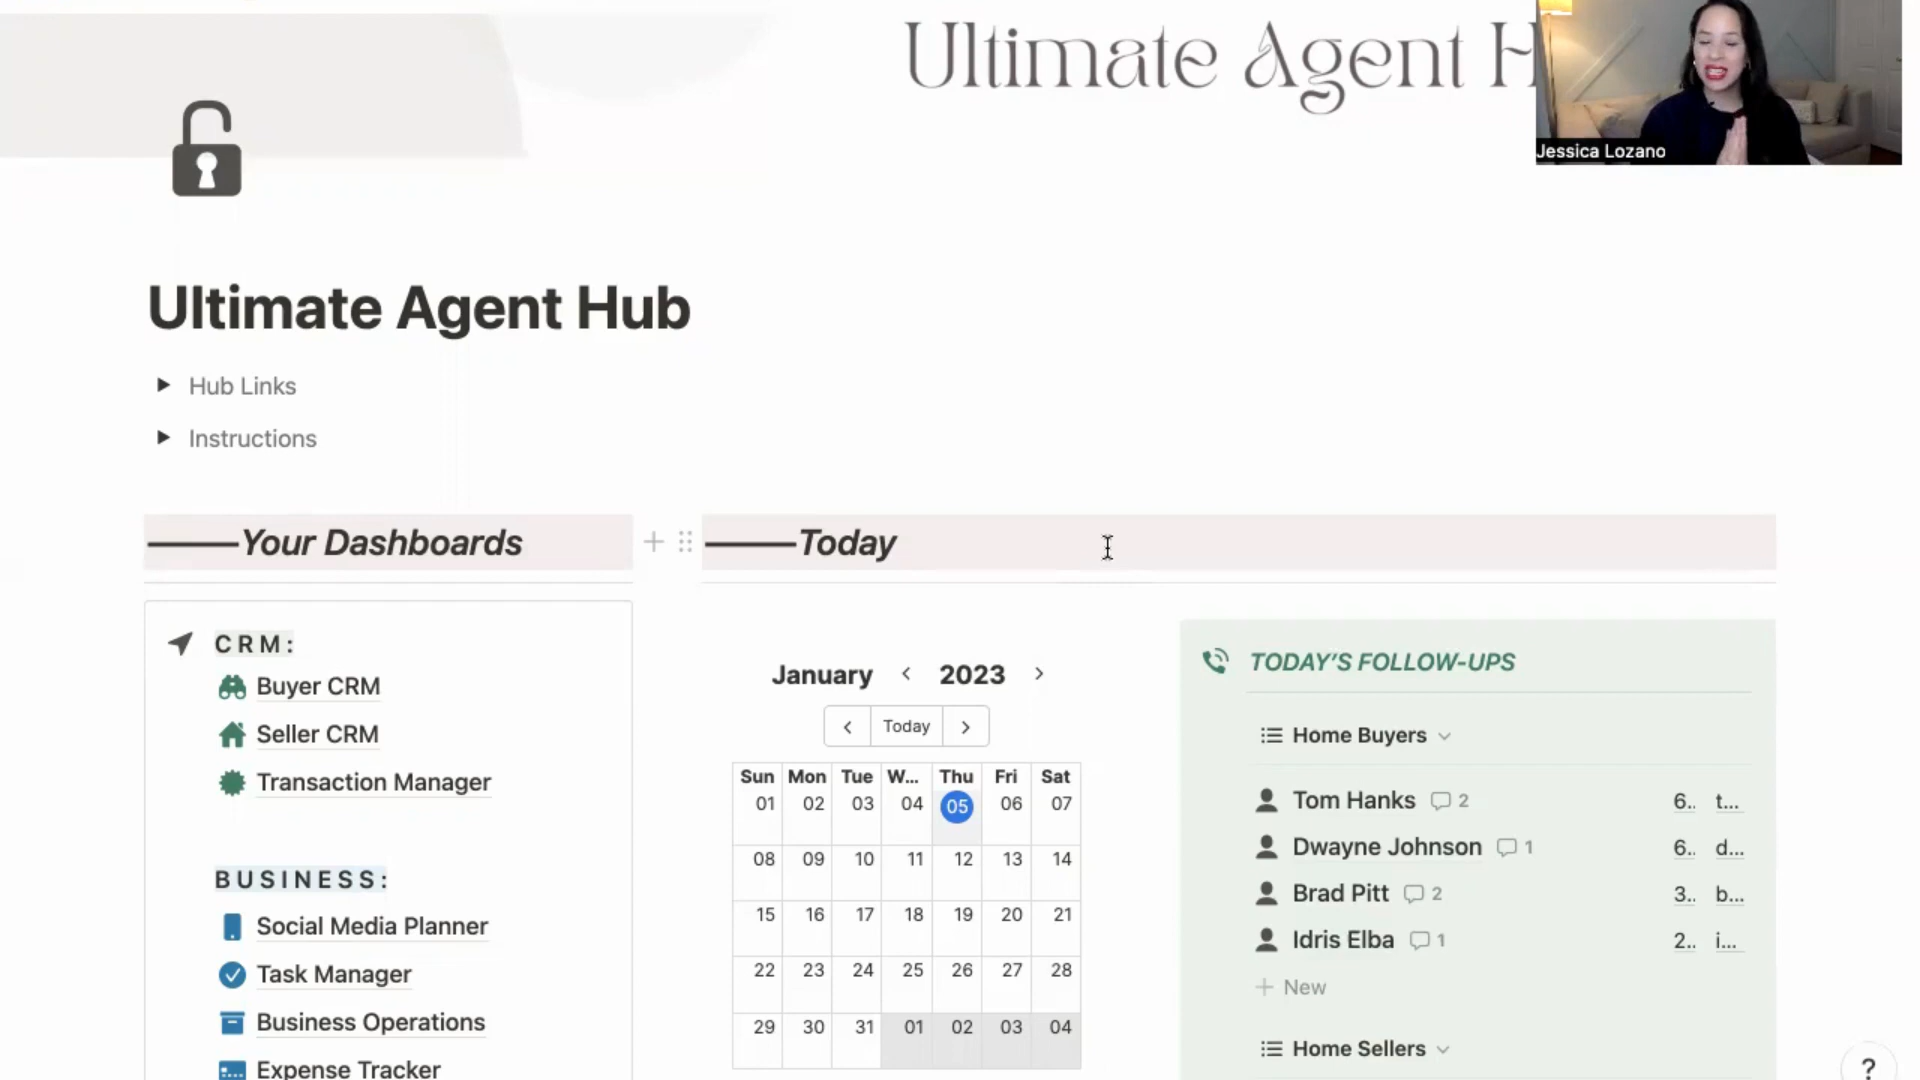 Ultimate Agent H
Jessica Lozano
Ultimate Agent Hub
Hub Links
Instructions
Your Dashboards
Today
CRM:
Buyer CRM
Seller CRM
Transaction Manager
BUSINESS:
Social Media Planner
Task Manager
Business Operations
Expense Tracker
January 2023
Today
Sun Mon Tue W... Thu Fri Sat
01 02 03 04 05 06 07
08 09 10 11 12 13 14
15 16 17 18 19 20 21
22 23 24 25 26 27 28
29 30 31 01 02 03 04
TODAY'S FOLLOW-UPS
Home Buyers
Tom Hanks 2 6.. t...
Dwayne Johnson 1 6.. d...
Brad Pitt 2 3.. b...
Idris Elba 1 2.. i...
+ New
Home Sellers
?